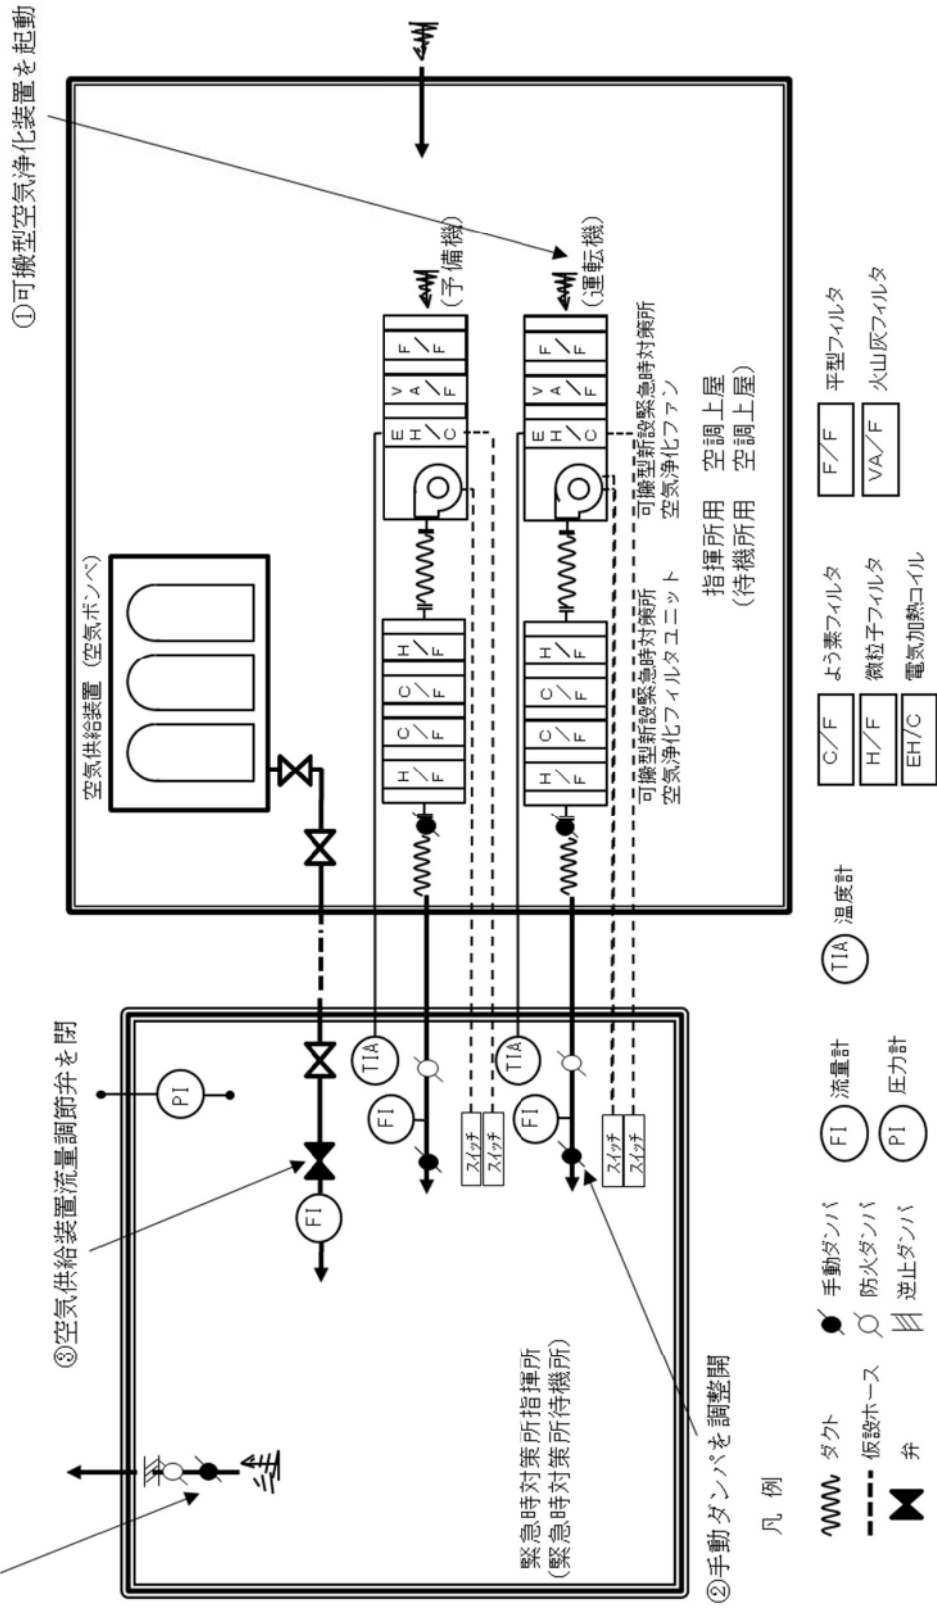 ①可搬型空気浄化装置を起動
空気供給装置（空気ボンベ）
(予備機)
F/F
VA/F
EH/C
H/F
C/F
C/F
H/F
(運転機)
F/F
VA/F
EH/C
H/F
C/F
C/F
H/F
可搬型新設緊急時対策所
空気浄化ファン
可搬型新設緊急時対策所
空気浄化フィルタユニット
指揮所用　空調上屋
(待機所用　空調上屋)
③空気供給装置流量調節弁を閉
PI
FI
TIA
FI
スイッチ
スイッチ
TIA
FI
スイッチ
スイッチ
緊急時対策所指揮所
(緊急時対策所待機所)
②手動ダンパを調整開
凡 例
ダクト
仮設ホース
弁
手動ダンパ
防火ダンパ
逆止ダンパ
FI 流量計
PI 圧力計
TIA 温度計
C/F よう素フィルタ
H/F 微粒子フィルタ
EH/C 電気加熱コイル
F/F 平型フィルタ
VA/F 火山灰フィルタ